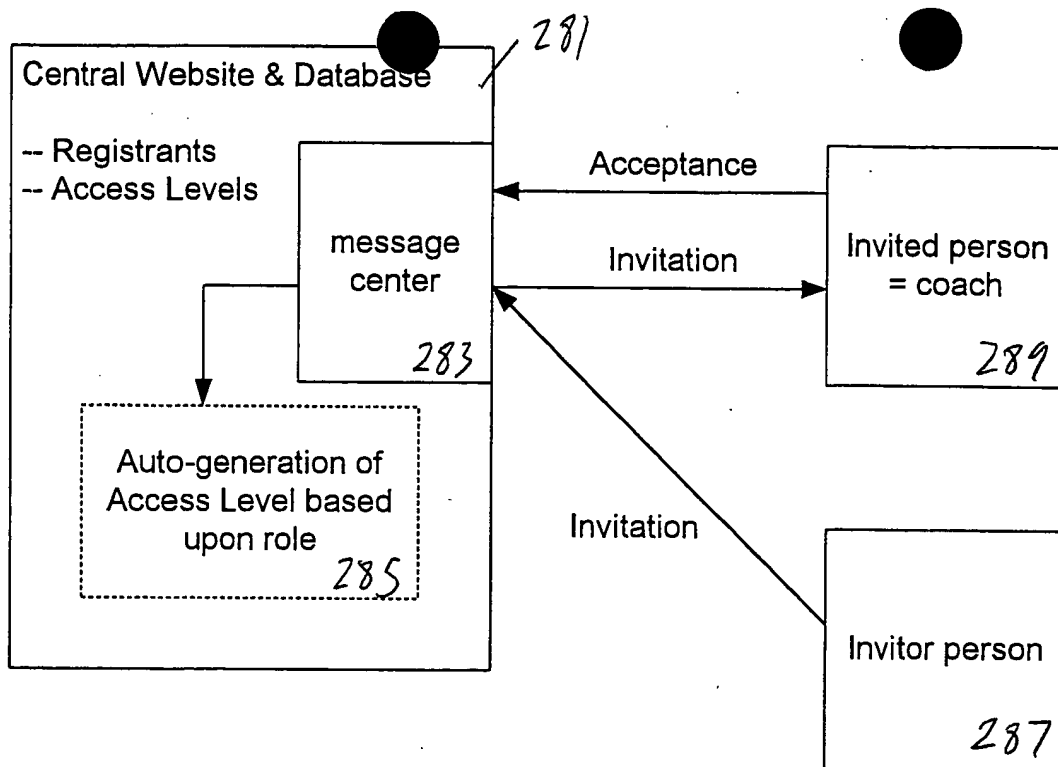 281
Central Website & Database
-- Registrants
-- Access Levels
message
center
283
Auto-generation of
Access Level based
upon role
285
Acceptance
Invitation
Invited person
= coach
289
Invitation
Invitor person
287